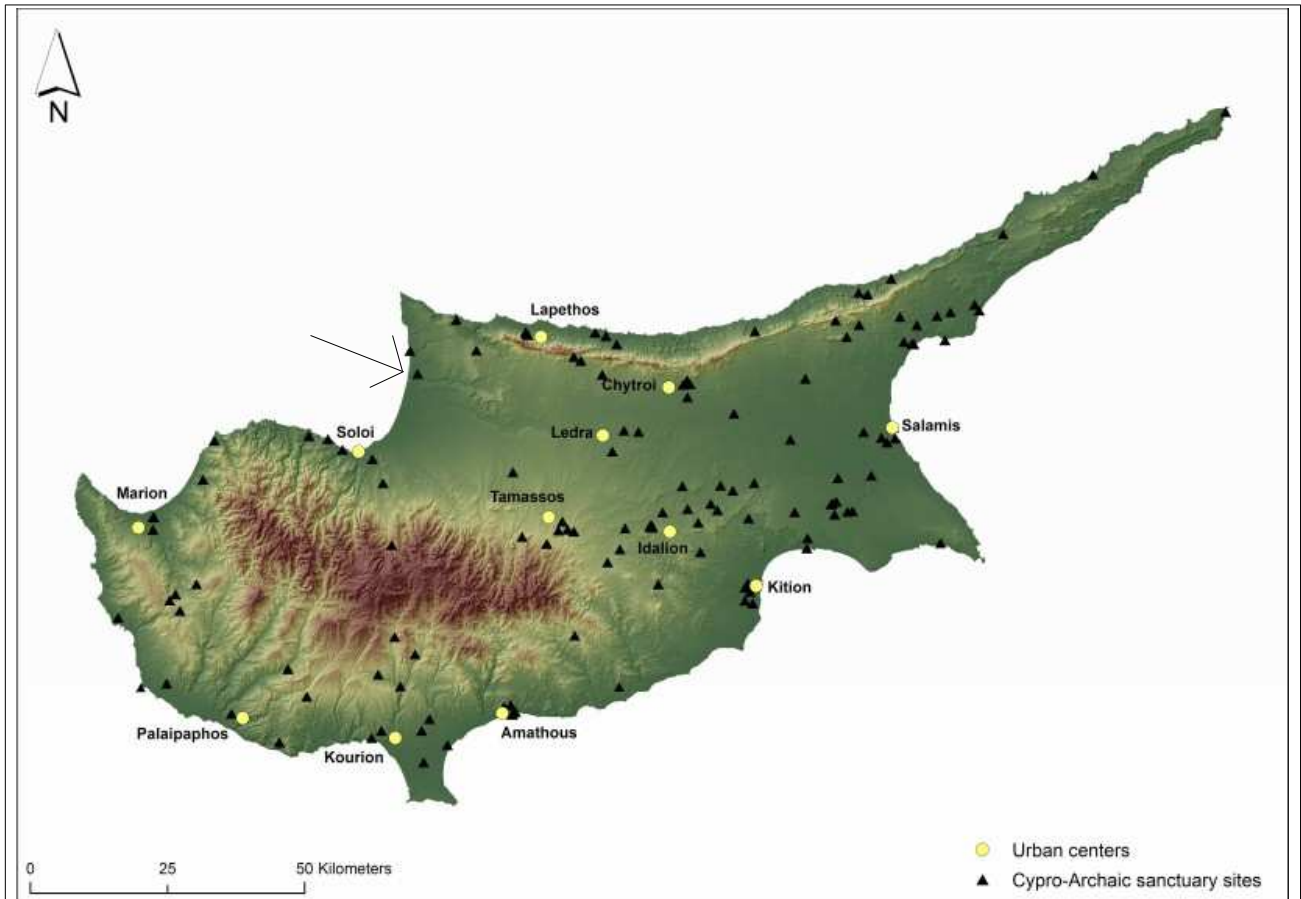 N
Lapethos
Chytroi
Soloi
Ledra
Salamis
Marion
Tamassos
Idalion
Kition
Palaipaphos
Amathous
Kourion
Urban centers
0 25 50 Kilometers
Cypro-Archaic sanctuary sites